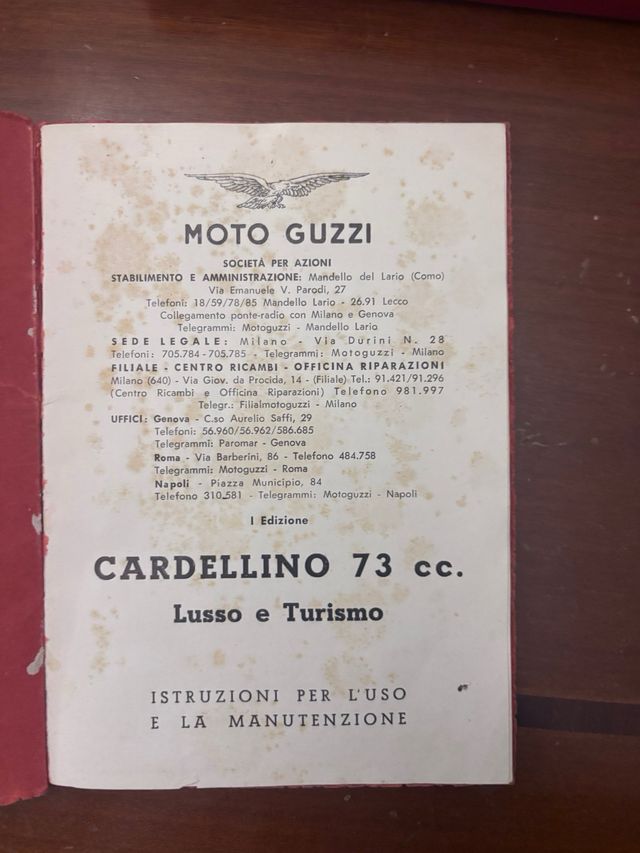 MOTO GUZZI
SOCIETÀ PER AZIONI
STABILIMENTO E AMMINISTRAZIONE: Mandello del Lario (Como)
Via Emanuele V. Parodi, 27
Telefoni: 18/59/78/85 Mandello Lario - 26.91 Lecco
Collegamento ponte-radio con Milano e Genova
Telegrammi: Motoguzzi - Mandello Lario
SEDE LEGALE: Milano - Via Durini N. 28
Telefoni: 705.784 - 705.785 - Telegrammi: Motoguzzi - Milano
FILIALE - CENTRO RICAMBI - OFFICINA RIPARAZIONI
Milano (640) - Via Giov. da Procida, 14 - (Filiale) Tel.: 91.421/91.296
(Centro Ricambi e Officina Riparazioni) Telefono 981.997
Telegr.: Filialmotoguzzi - Milano
UFFICI: Genova - C.so Aurelio Saffi, 29
Telefoni: 56.960/56.962/586.685
Telegrammi: Paromar - Genova
Roma - Via Barberini, 86 - Telefono 484.758
Telegrammi: Motoguzzi - Roma
Napoli - Piazza Municipio, 84
Telefono 310.581 - Telegrammi: Motoguzzi - Napoli
I Edizione
CARDELLINO 73 cc.
Lusso e Turismo
ISTRUZIONI PER L'USO
E LA MANUTENZIONE